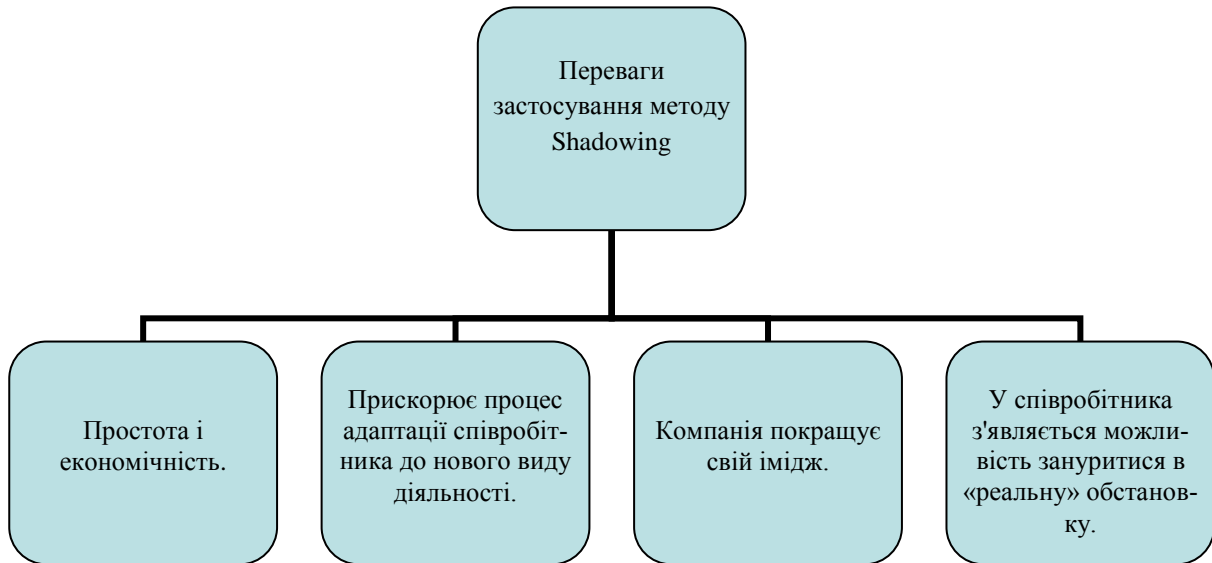 Переваги
застосування методу
Shadowing
Простота і
економічність.
Прискорює процес
адаптації співробіт-
ника до нового виду
діяльності.
Компанія покращує
свій імідж.
У співробітника
з'являється можли-
вість зануритися в
«реальну» обстанов-
ку.